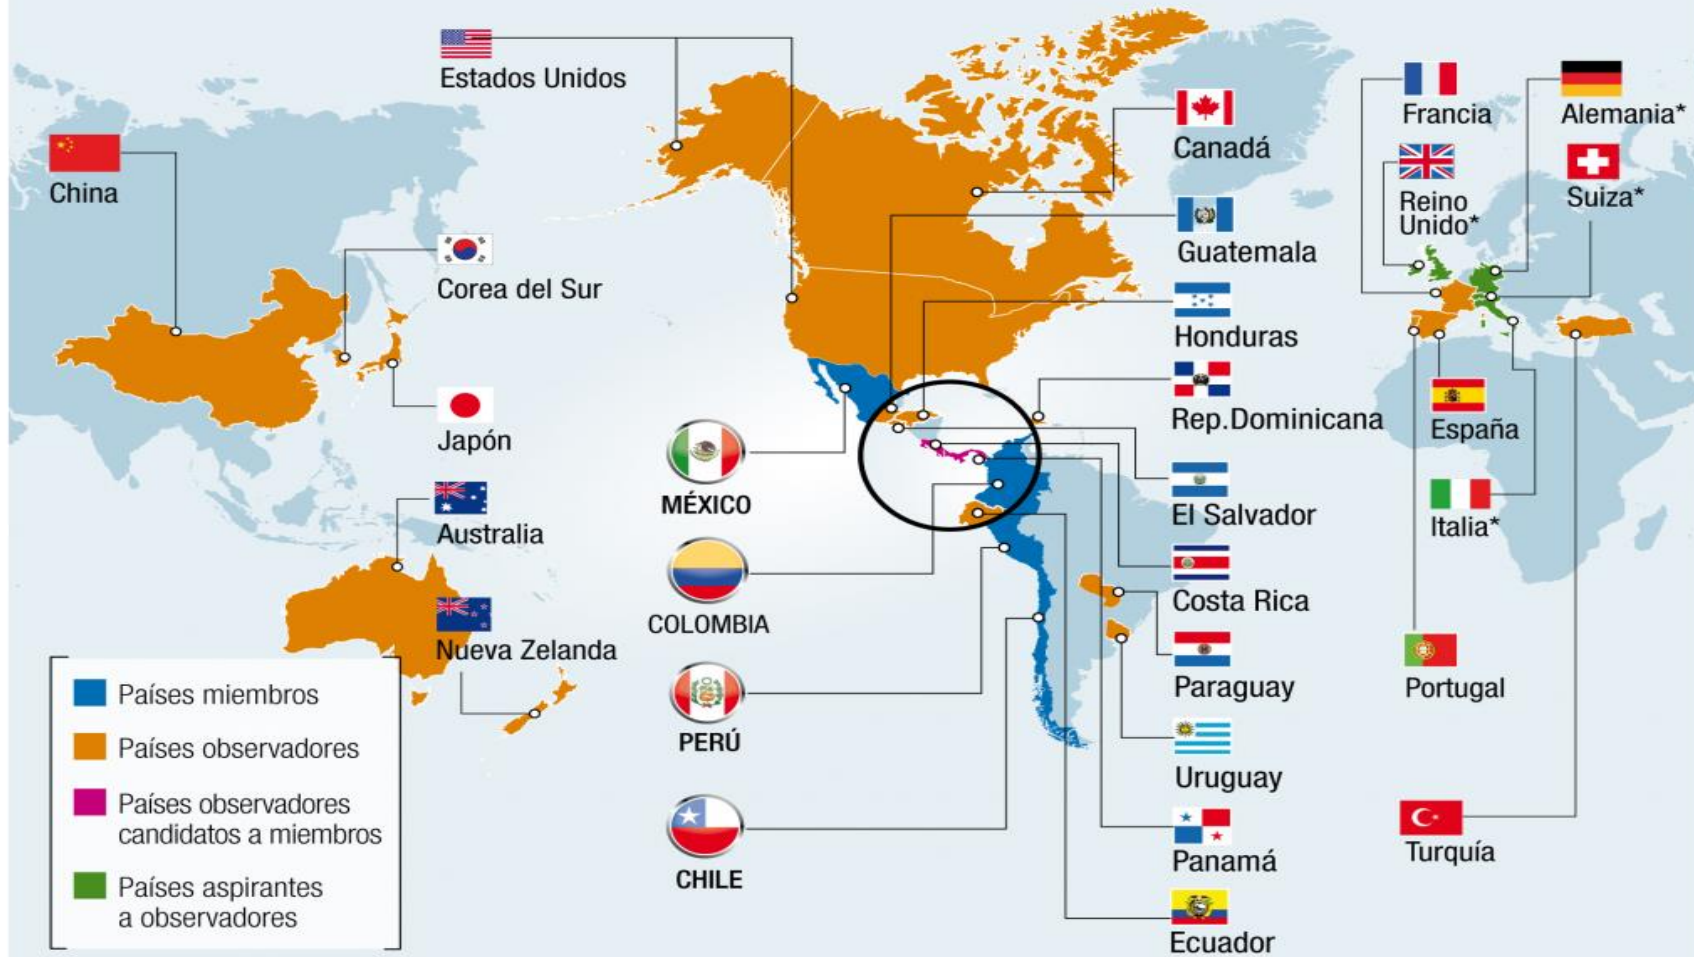 Estados Unidos
China
Corea del Sur
Japón
Australia
Nueva Zelanda
Países miembros
Países observadores
Países observadores
candidatos a miembros
Países aspirantes
a observadores
MÉXICO
COLOMBIA
PERÚ
CHILE
Canadá
Guatemala
Honduras
Rep.Dominicana
El Salvador
Costa Rica
Paraguay
Uruguay
Panamá
Ecuador
Francia
Alemania*
Reino
Unido*
Suiza*
España
Italia*
Portugal
Turquía